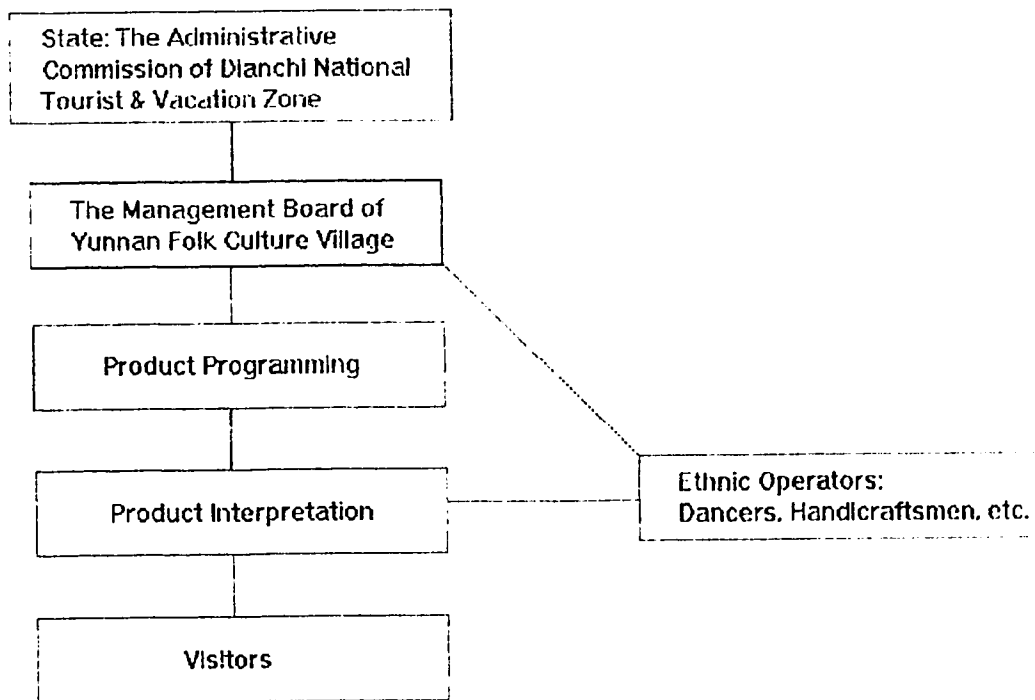 State: The Administrative
Commission of Dianchi National
Tourist & Vacation Zone
The Management Board of
Yunnan Folk Culture Village
Product Programming
Product Interpretation
Ethnic Operators:
Dancers, Handicraftsmen, etc.
Visitors